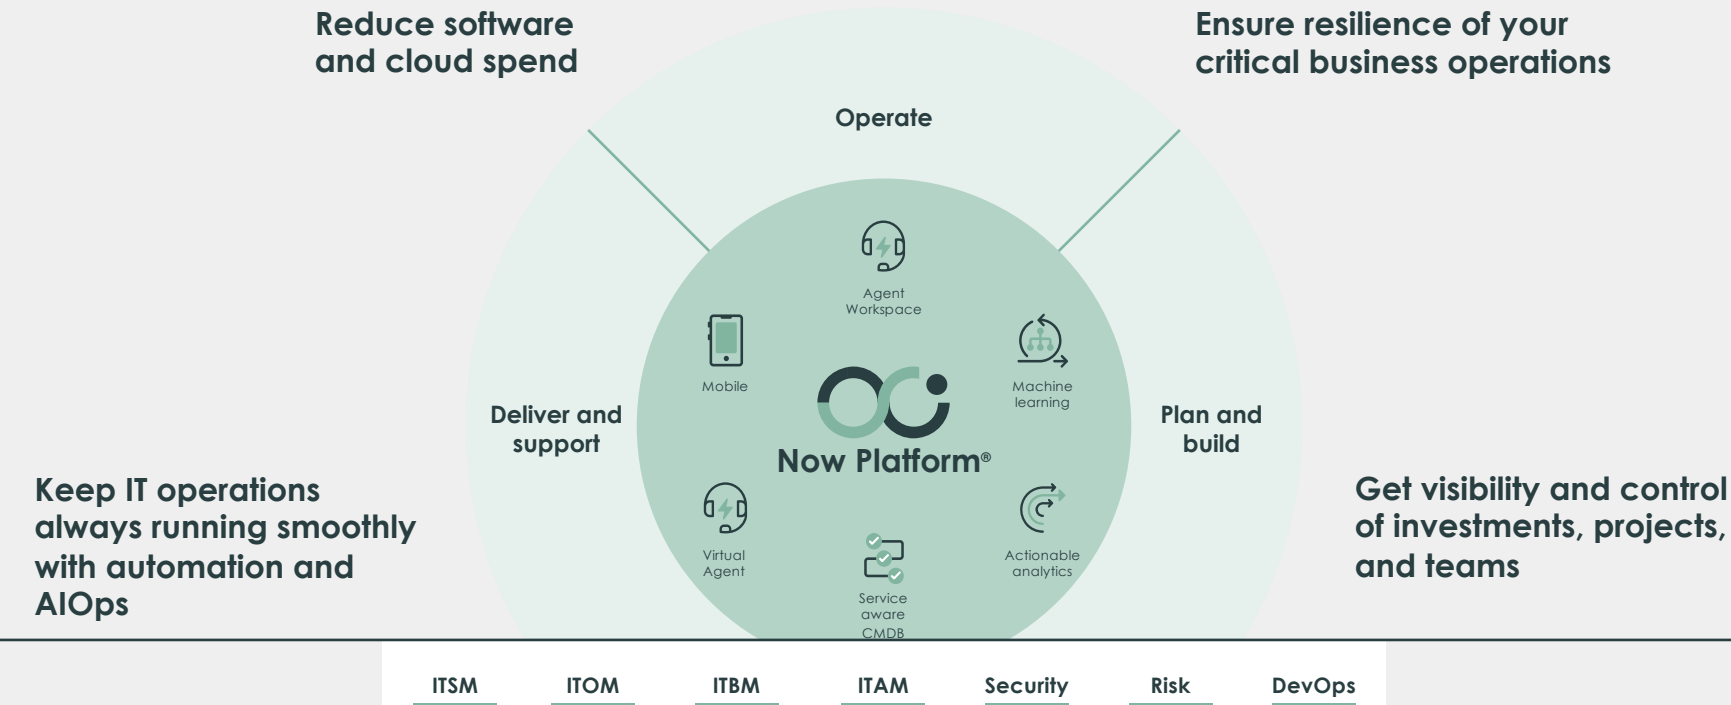 Reduce software
and cloud spend
Ensure resilience of your
critical business operations
Operate
Agent
Workspace
Mobile
Machine
learning
Deliver and
support
Now Platform®
Plan and
build
Keep IT operations
always running smoothly
with automation and
AIOps
Virtual
Agent
Service
aware
CMDB
Actionable
analytics
Get visibility and control
of investments, projects,
and teams
ITSM
ITOM
ITBM
ITAM
Security
Risk
DevOps